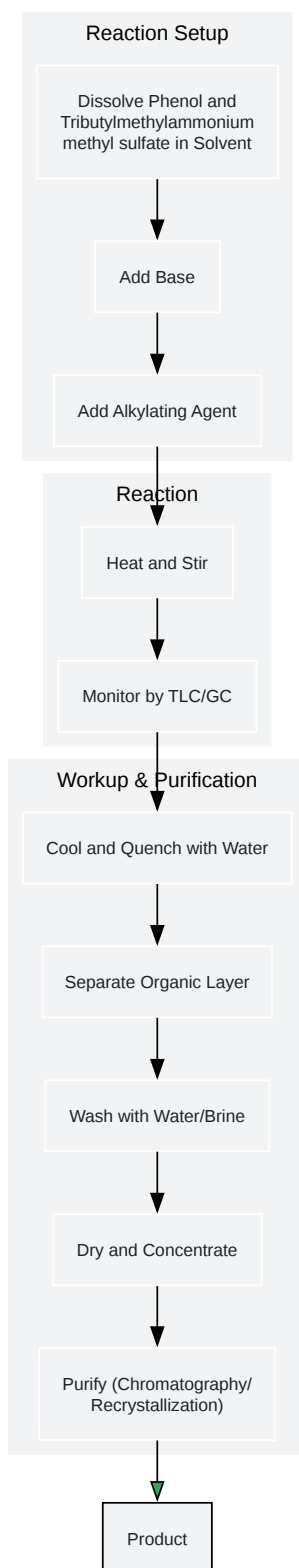 Reaction Setup
Dissolve Phenol and
Tributylmethylammonium
methyl sulfate in Solvent
Add Base
Add Alkylating Agent
Reaction
Heat and Stir
Monitor by TLC/GC
Workup & Purification
Cool and Quench with Water
Separate Organic Layer
Wash with Water/Brine
Dry and Concentrate
Purify (Chromatography/
Recrystallization)
Product